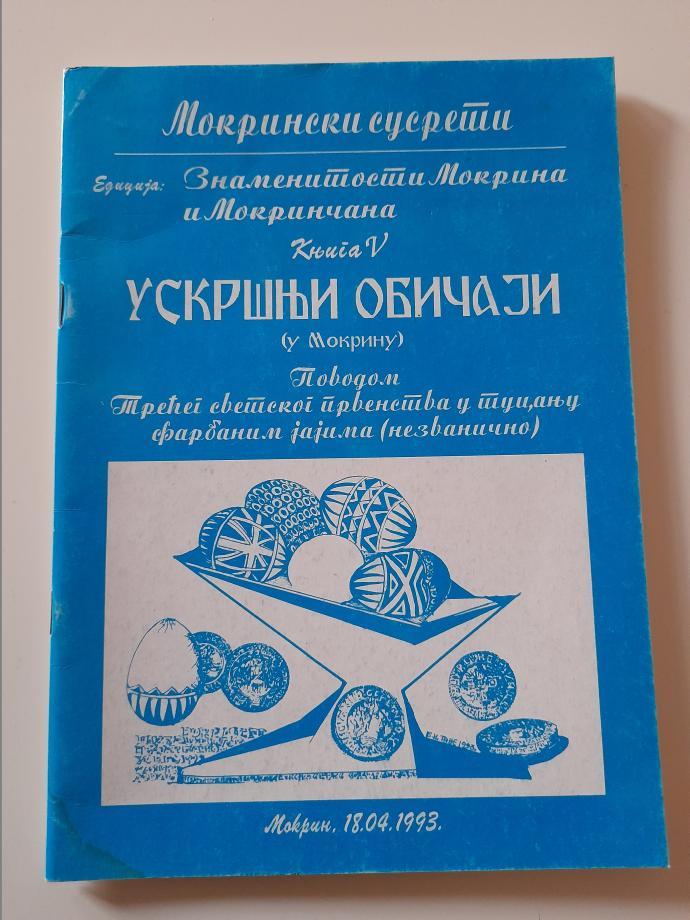 Мокрински сусрети
Едиција: Знаменитости Мокрина
и Мокринчана
Књига V
УСКРШЊИ ОБИЧАЈИ
(у Мокрину)
Поводом
Трећег светског првенства у туцању
фарбаним јајима (незванично)
Мокрин, 18.04.1993.